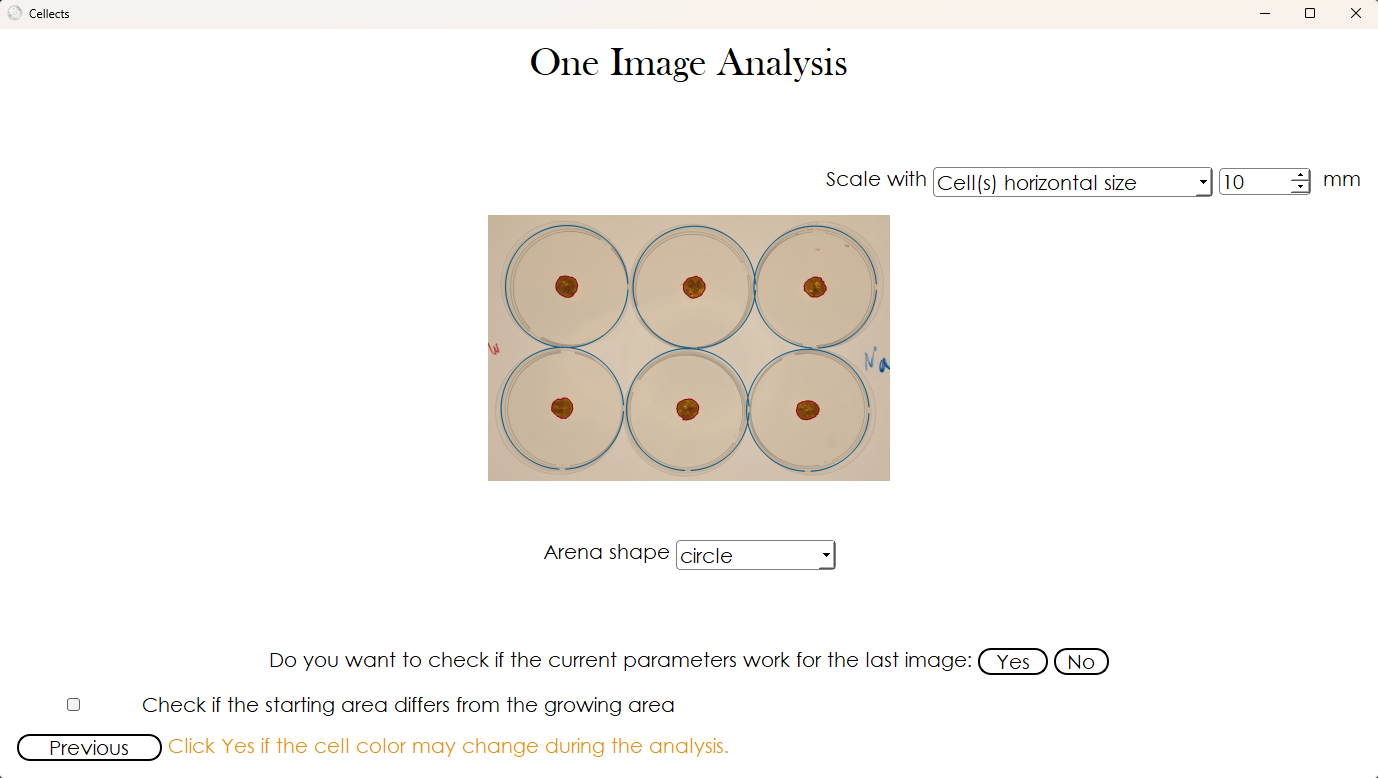 Cellects
One Image Analysis
Scale with Cell(s) horizontal size 10 mm
Na
Arena shape circle
Do you want to check if the current parameters work for the last image: Yes No
Check if the starting area differs from the growing area
Previous Click Yes if the cell color may change during the analysis.